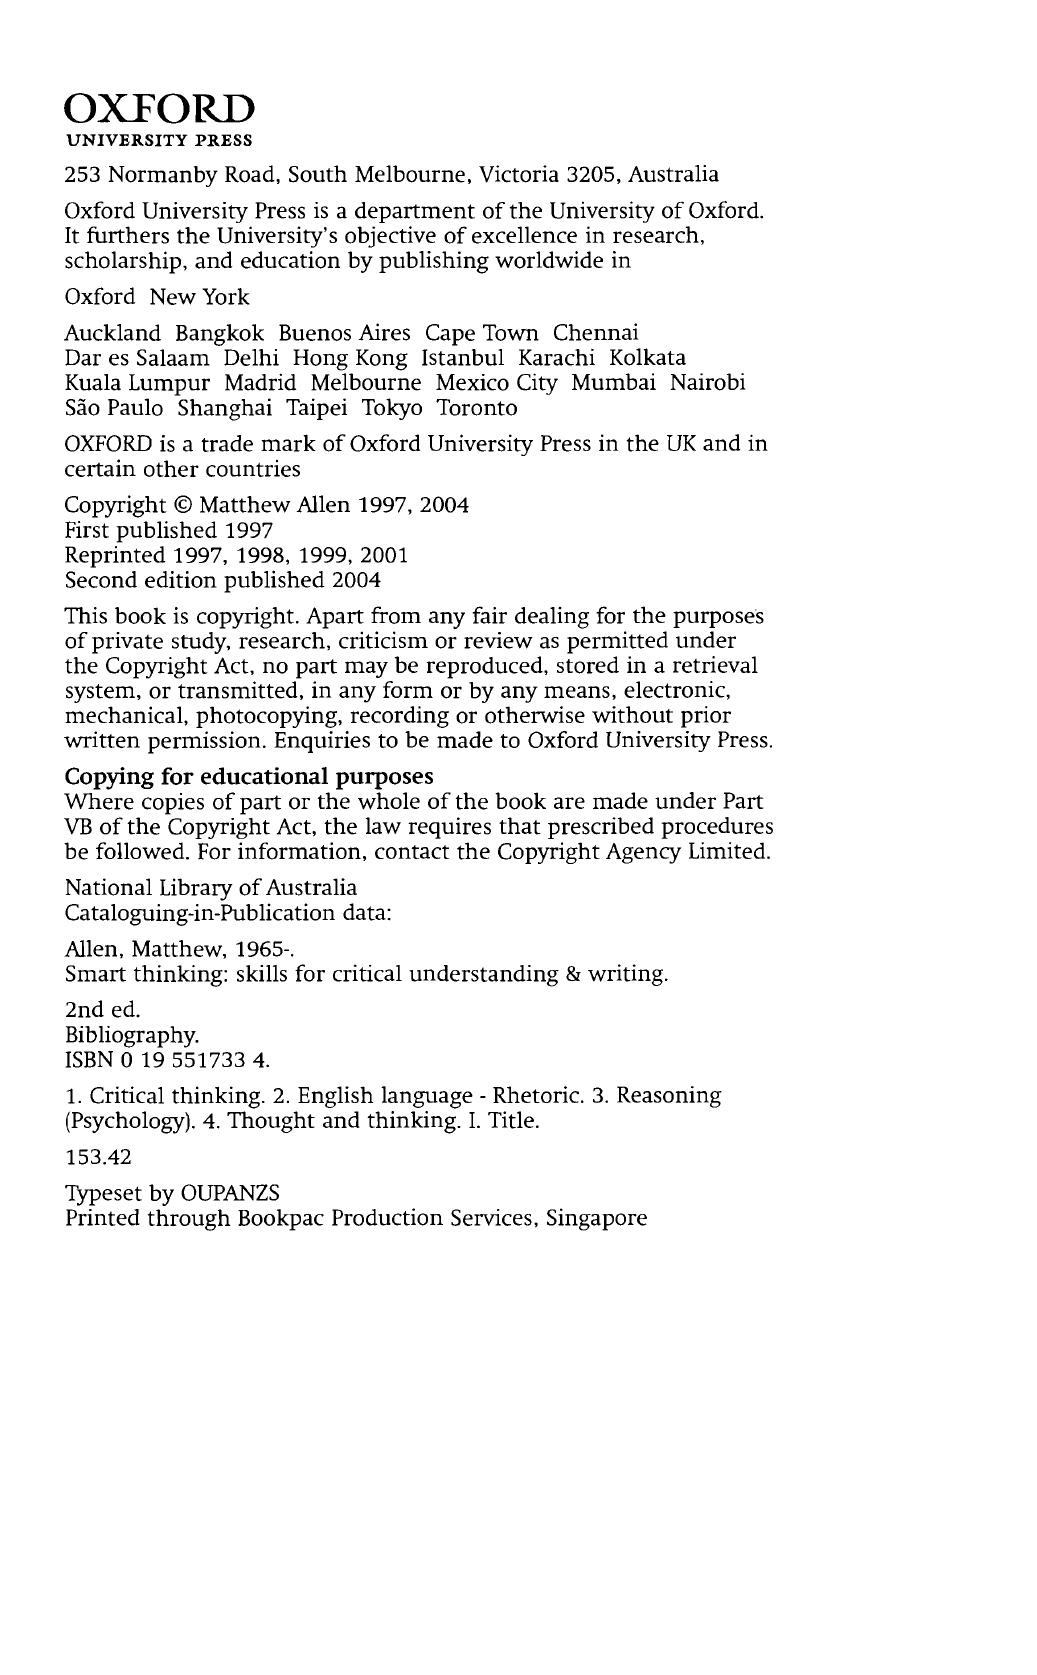 OXFORD
UNIVERSITY PRESS
253 Normanby Road, South Melbourne, Victoria 3205, Australia
Oxford University Press is a department of the University of Oxford.
It furthers the University's objective of excellence in research,
scholarship, and education by publishing worldwide in
Oxford New York
Auckland Bangkok Buenos Aires Cape Town Chennai
Dar es Salaam Delhi Hong Kong Istanbul Karachi Kolkata
Kuala Lumpur Madrid Melbourne Mexico City Mumbai Nairobi
São Paulo Shanghai Taipei Tokyo Toronto
OXFORD is a trade mark of Oxford University Press in the UK and in
certain other countries
Copyright © Matthew Allen 1997, 2004
First published 1997
Reprinted 1997, 1998, 1999, 2001
Second edition published 2004
This book is copyright. Apart from any fair dealing for the purposes
of private study, research, criticism or review as permitted under
the Copyright Act, no part may be reproduced, stored in a retrieval
system, or transmitted, in any form or by any means, electronic,
mechanical, photocopying, recording or otherwise without prior
written permission. Enquiries to be made to Oxford University Press.
Copying for educational purposes
Where copies of part or the whole of the book are made under Part
VB of the Copyright Act, the law requires that prescribed procedures
be followed. For information, contact the Copyright Agency Limited.
National Library of Australia
Cataloguing-in-Publication data:
Allen, Matthew, 1965-.
Smart thinking: skills for critical understanding & writing.
2nd ed.
Bibliography.
ISBN 0 19 551733 4.
1. Critical thinking. 2. English language - Rhetoric. 3. Reasoning
(Psychology). 4. Thought and thinking. I. Title.
153.42
Typeset by OUPANZS
Printed through Bookpac Production Services, Singapore